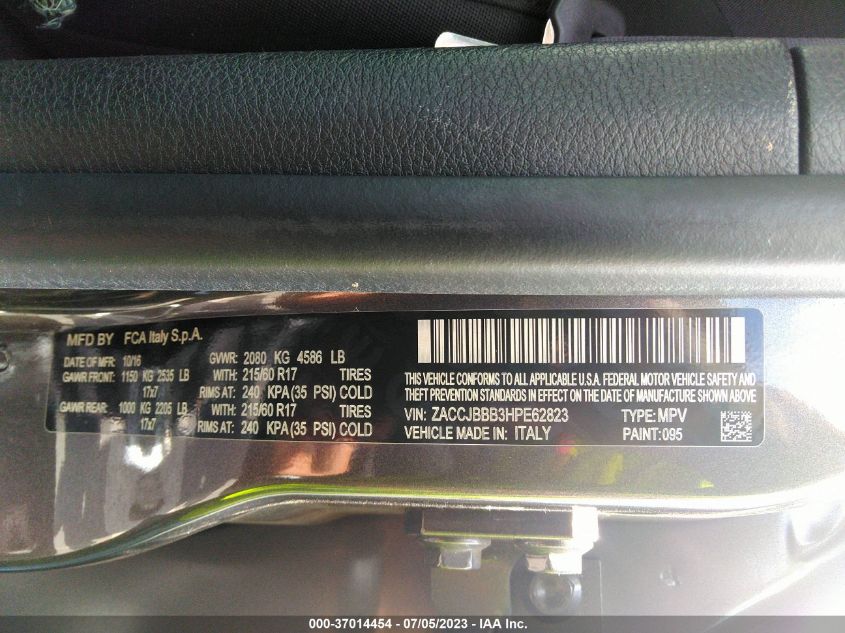 MFD BY FCA Italy S.p.A.
DATE OF MFR: 10/16 GVWR: 2080 KG 4586 LB
GAWR FRONT: 1150 KG 2535 LB WITH: 215/60 R17 TIRES
17x7 RIMS AT: 240 KPA (35 PSI) COLD
GAWR REAR: 1000 KG 2205 LB WITH: 215/60 R17 TIRES
17x7 RIMS AT: 240 KPA (35 PSI) COLD
THIS VEHICLE CONFORMS TO ALL APPLICABLE U.S.A. FEDERAL MOTOR VEHICLE SAFETY AND
THEFT PREVENTION STANDARDS IN EFFECT ON THE DATE OF MANUFACTURE SHOWN ABOVE
VIN: ZACCJBBB3HPE62823 TYPE: MPV
VEHICLE MADE IN: ITALY PAINT: 095
000-37014454 - 07/05/2023 - © IAA Inc.